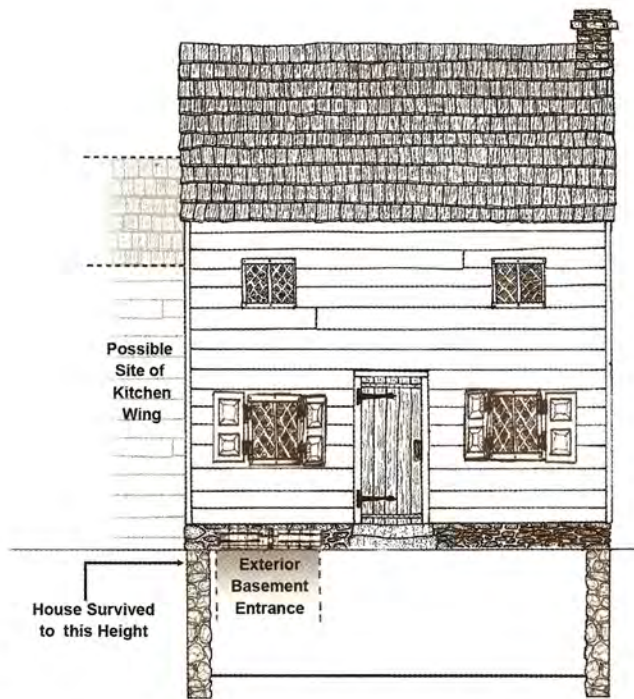 Possible
Site of
Kitchen
Wing
Exterior
Basement
Entrance
House Survived
to this Height